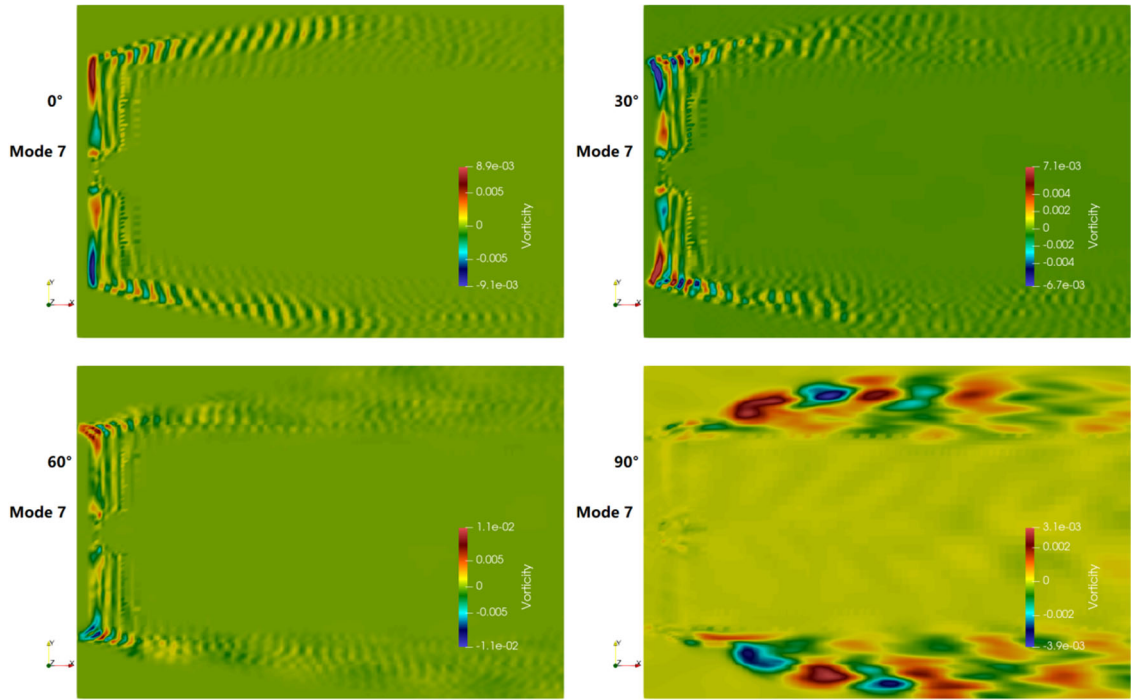 0°
Mode 7
8.9e-03
0.005
0
-0.005
-9.1e-03
Vorticity
Y
Z
X
30°
Mode 7
7.1e-03
0.004
0.002
0
-0.002
-0.004
-6.7e-03
Vorticity
Y
Z
X
60°
Mode 7
1.1e-02
0.005
0
-0.005
-1.1e-02
Vorticity
Y
Z
X
90°
Mode 7
3.1e-03
0.002
0
-0.002
-3.9e-03
Vorticity
Y
Z
X